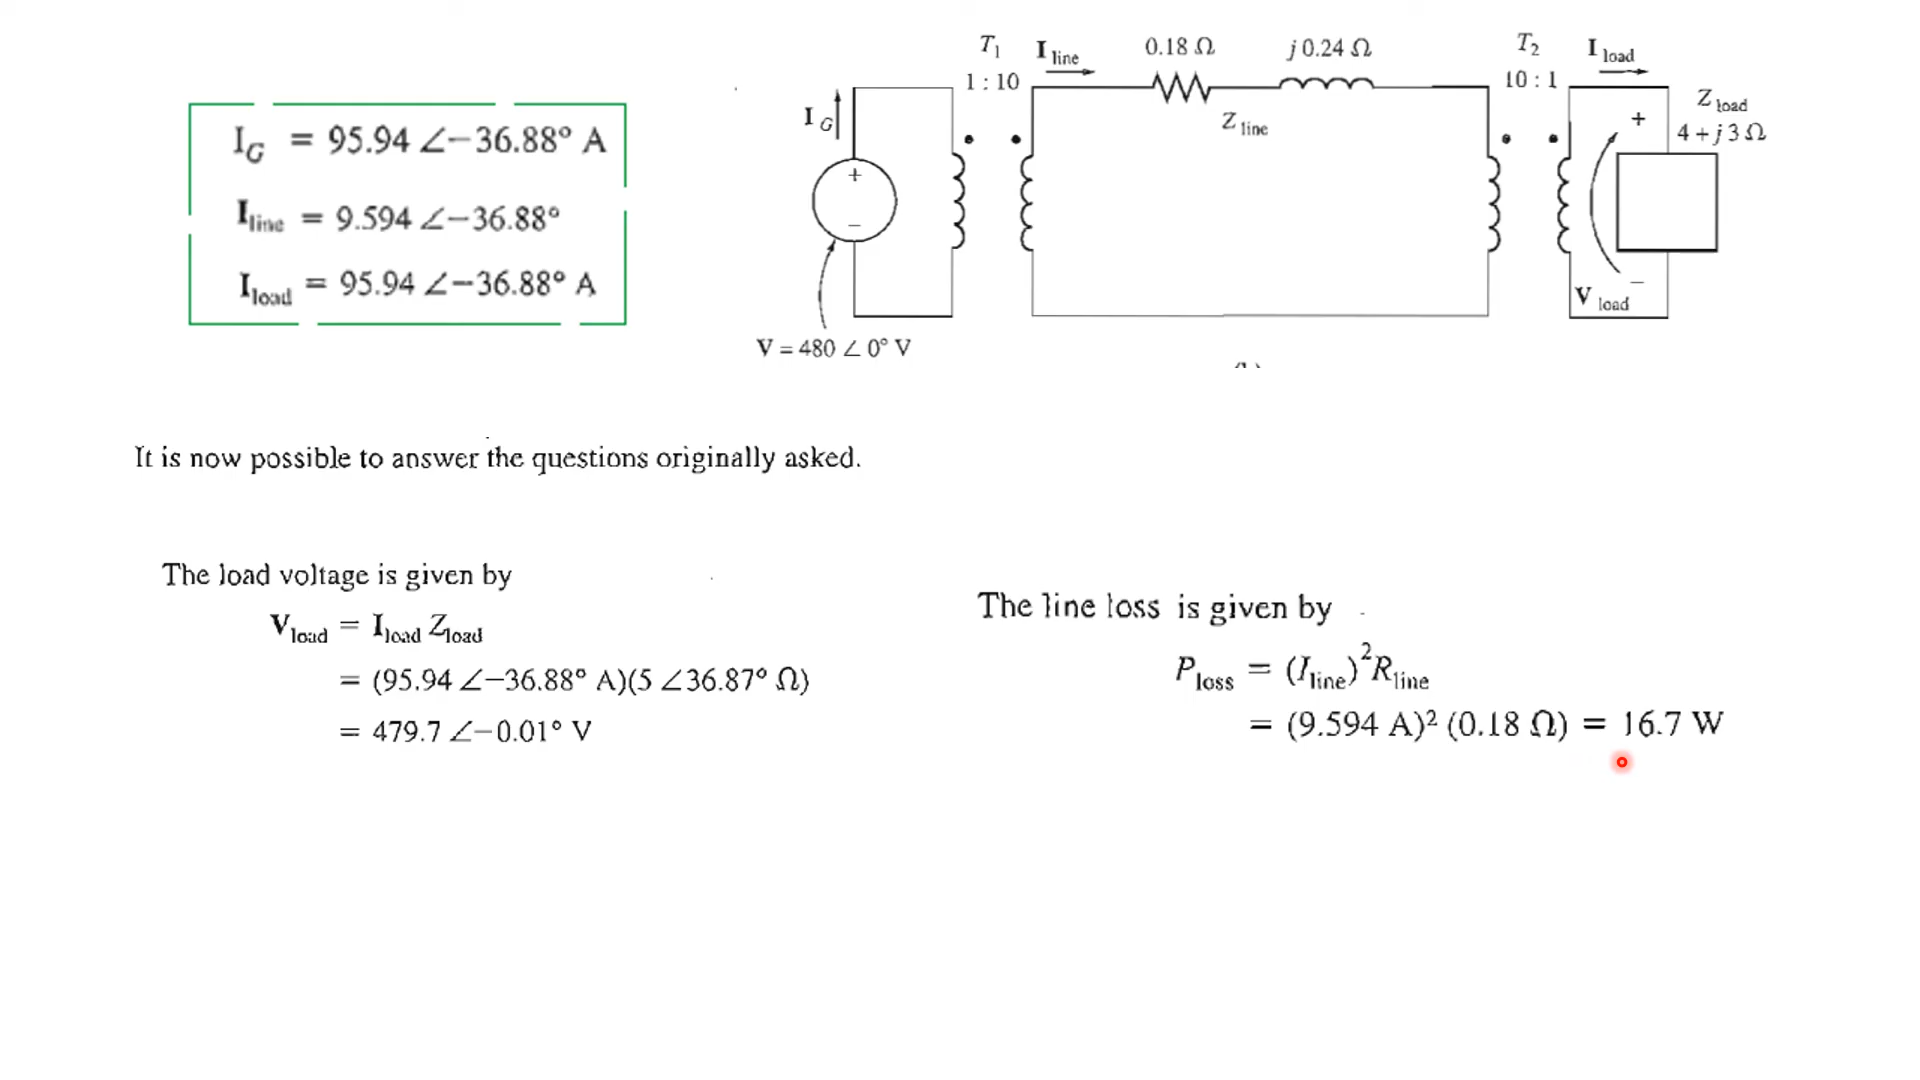 I_G = 95.94 ∠−36.88° A
I_line = 9.594 ∠−36.88°
I_load = 95.94 ∠−36.88° A
T₁
1 : 10
I_line
0.18 Ω
j 0.24 Ω
Z_line
T₂
10 : 1
I_load
Z_load
4 + j 3 Ω
I_G
+
−
+
−
V_load
V = 480 ∠ 0° V
It is now possible to answer the questions originally asked.
The load voltage is given by
V_load = I_load Z_load
= (95.94 ∠−36.88° A)(5 ∠36.87° Ω)
= 479.7 ∠−0.01° V
The line loss is given by
P_loss = (I_line)² R_line
= (9.594 A)² (0.18 Ω) = 16.7 W